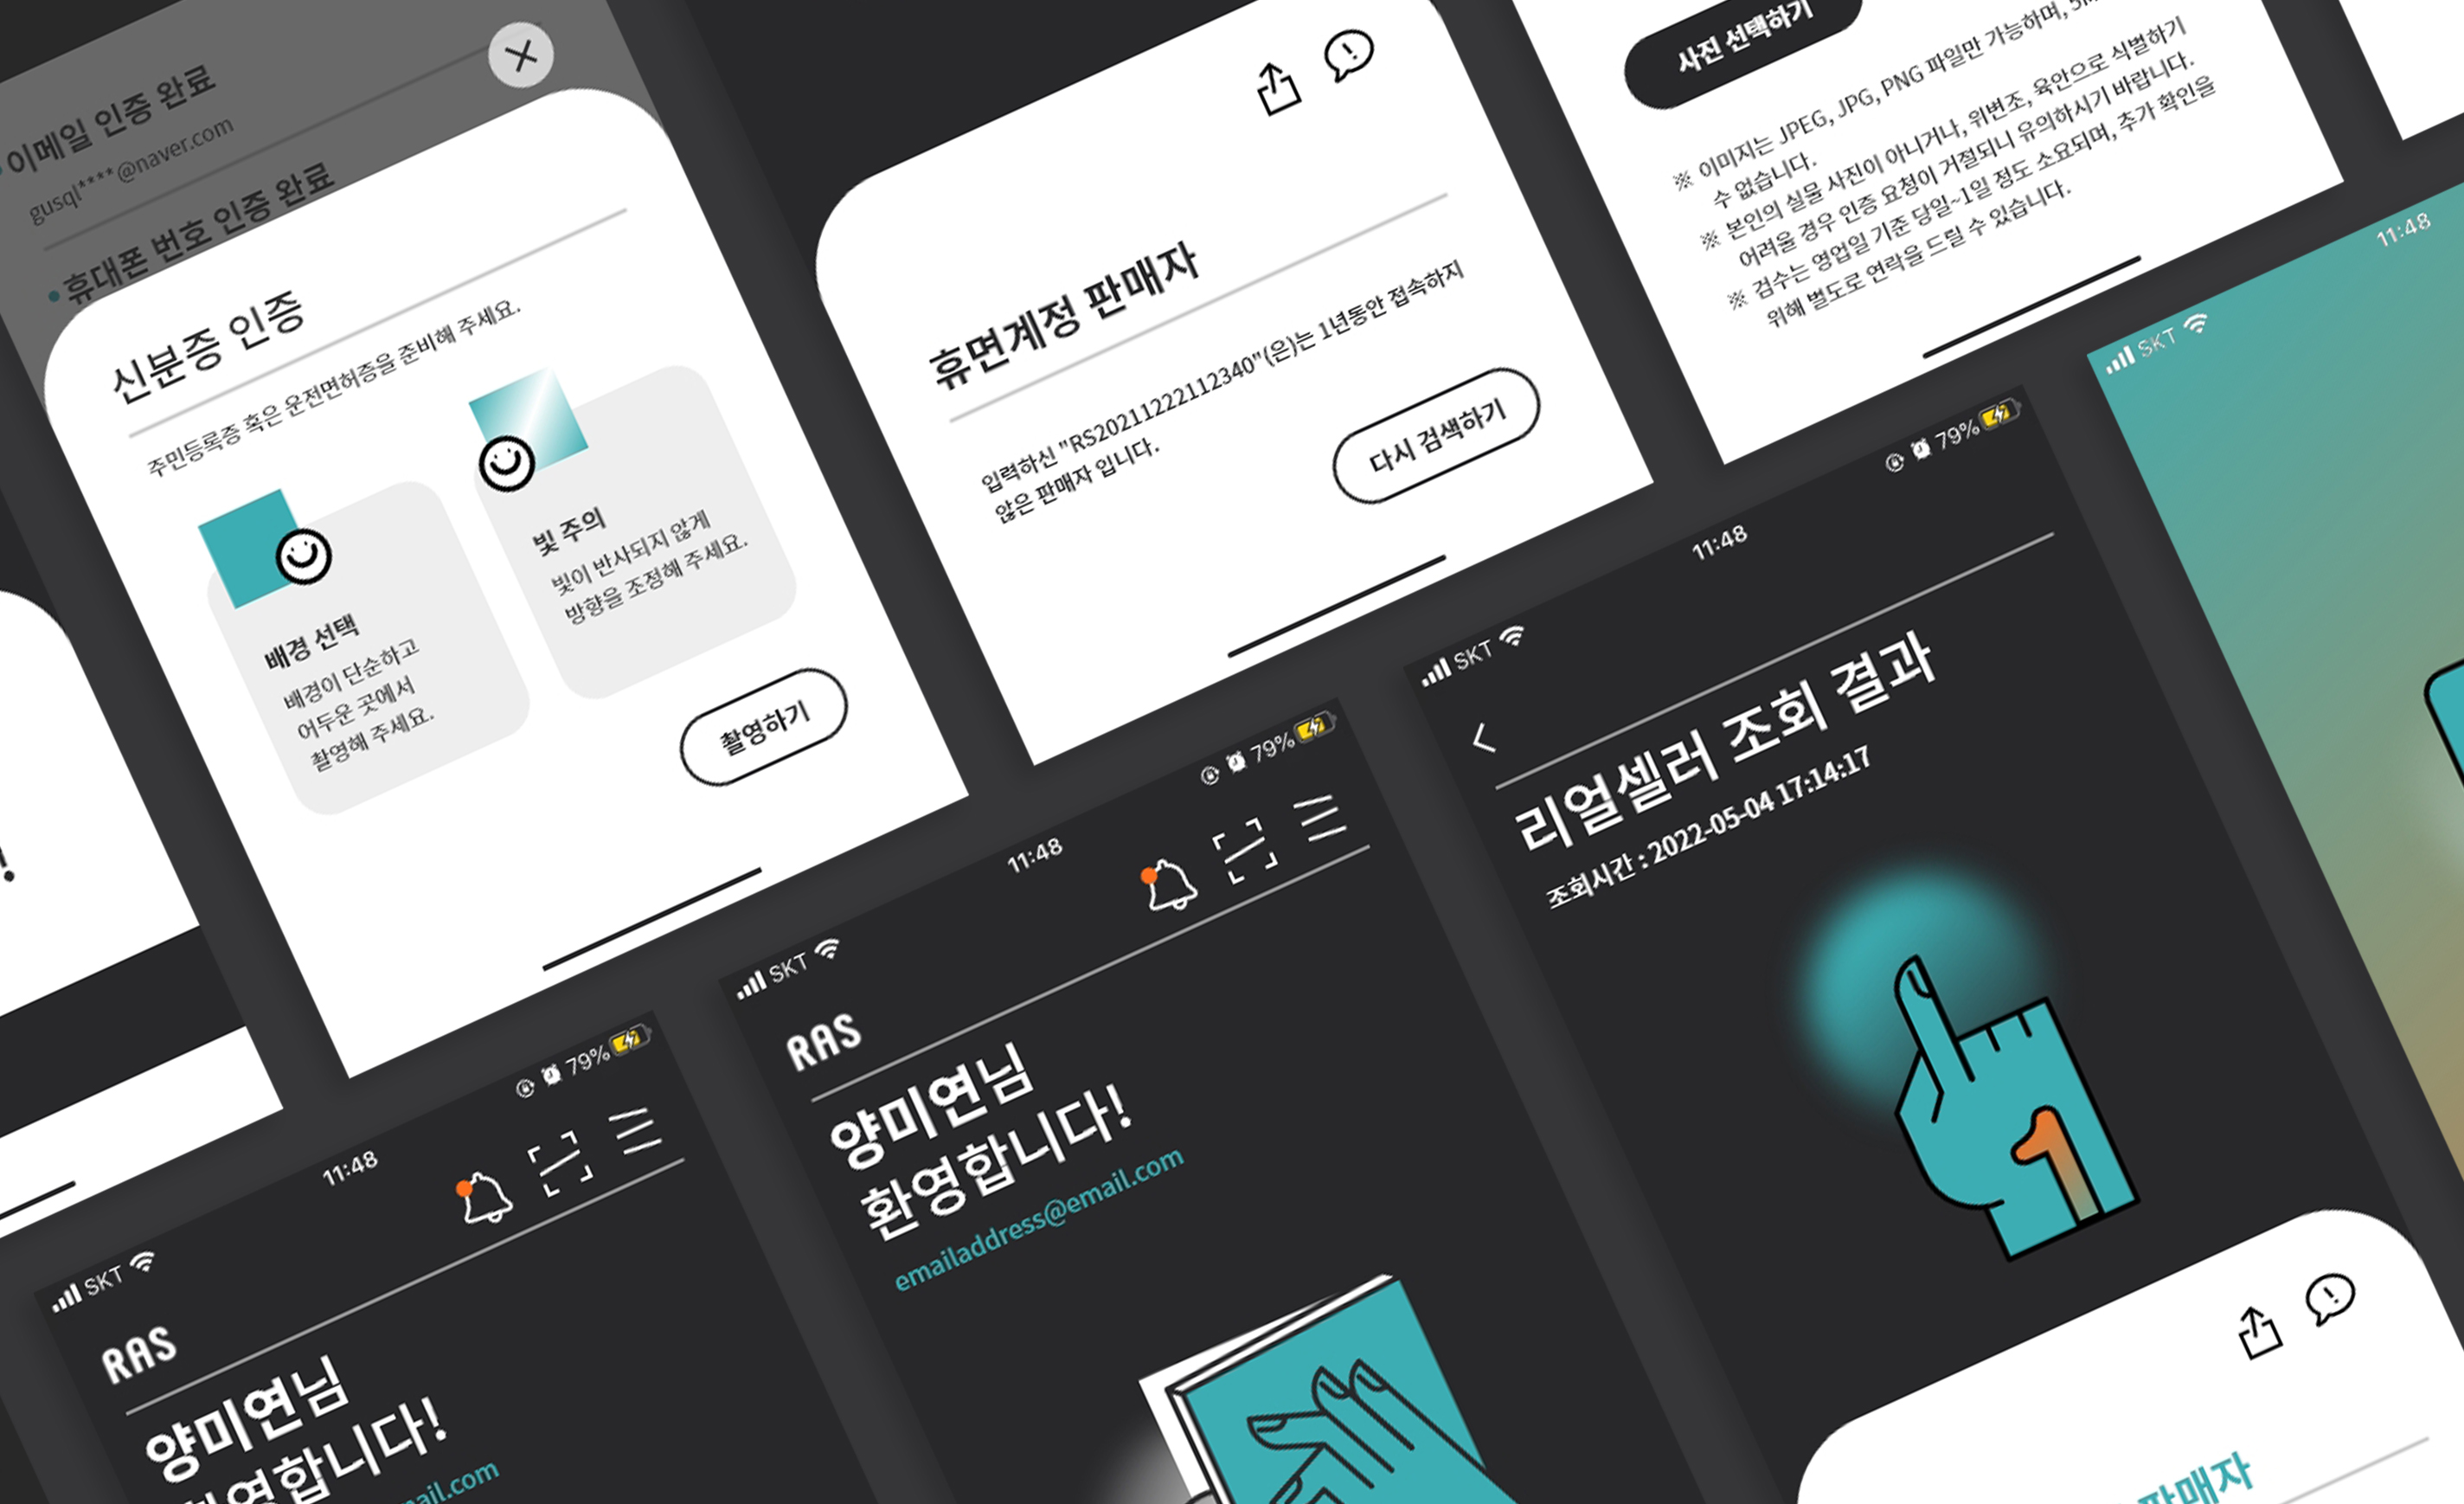 이메일 인증 완료
gusql****@naver.com
휴대폰 번호 인증 완료
신분증 인증
주민등록증 혹은 운전면허증을 준비해 주세요.
배경 선택
배경이 단순하고
어두운 곳에서
촬영해 주세요.
빛 주의
빛이 반사되지 않게
방향을 조정해 주세요.
촬영하기
!
휴면계정 판매자
입력하신 "RS20211222112340"(은)는 1년동안 접속하지
않은 판매자 입니다.
다시 검색하기
사진 선택하기
※ 이미지는 JPEG, JPG, PNG 파일만 가능하며,
수 없습니다.
※ 본인의 실물 사진이 아니거나, 위변조, 육안으로 식별하기
어려울 경우 인증 요청이 거절되니 유의하시기 바랍니다.
※ 검수는 영업일 기준 당일~1일 정도 소요되며, 추가 확인을
위해 별도로 연락을 드릴 수 있습니다.
SKT 11:48
SKT 11:48 79%
리얼셀러 조회 결과
조회시간 : 2022-05-04 17:14:17
1
판매자
SKT 11:48 79%
RAS
양미연님
환영합니다!
emailaddress@email.com
SKT 11:48 79%
RAS
양미연님
환영합니다!
mail.com